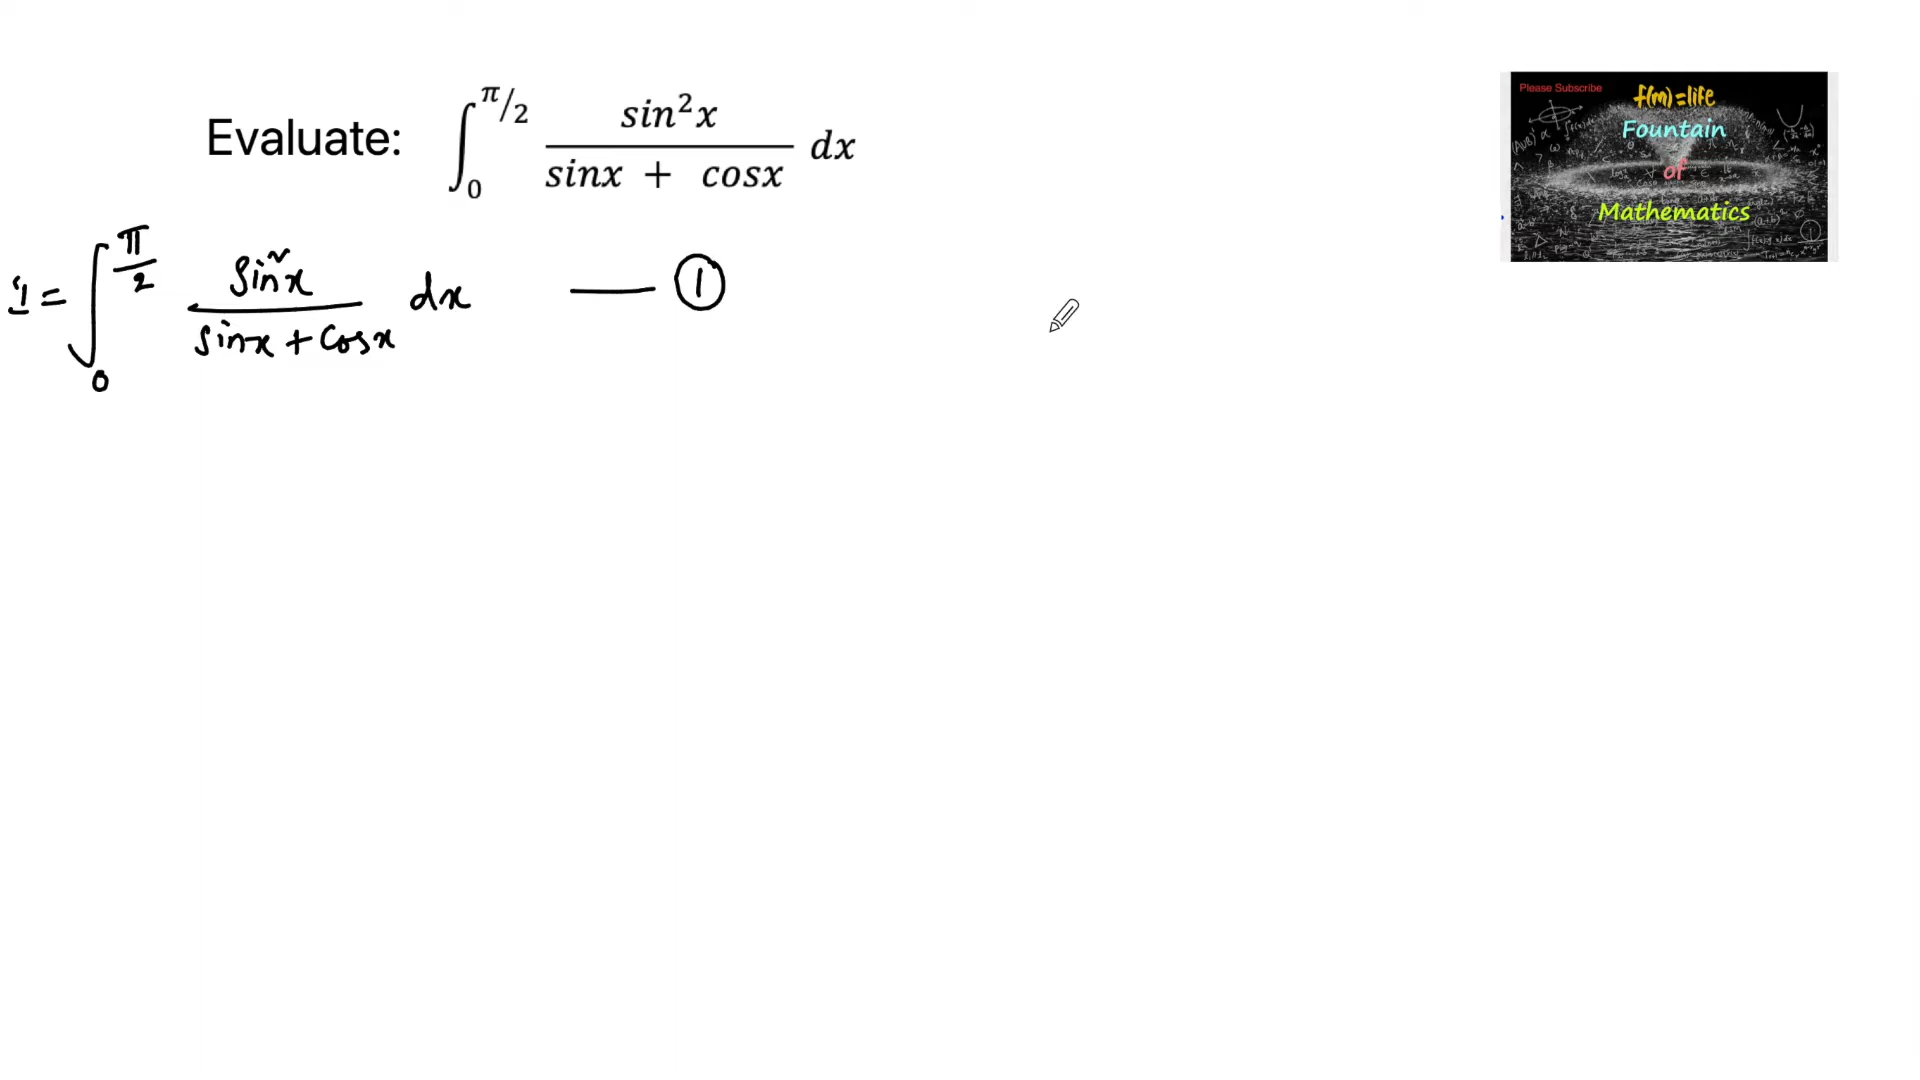 Evaluate: ∫₀^{π/2} sin²x / (sinx + cosx) dx
Please Subscribe
f(m)=life
Fountain
of
Mathematics
I = ∫₀^{π/2} sin²x / (sinx + cosx) dx —— ①